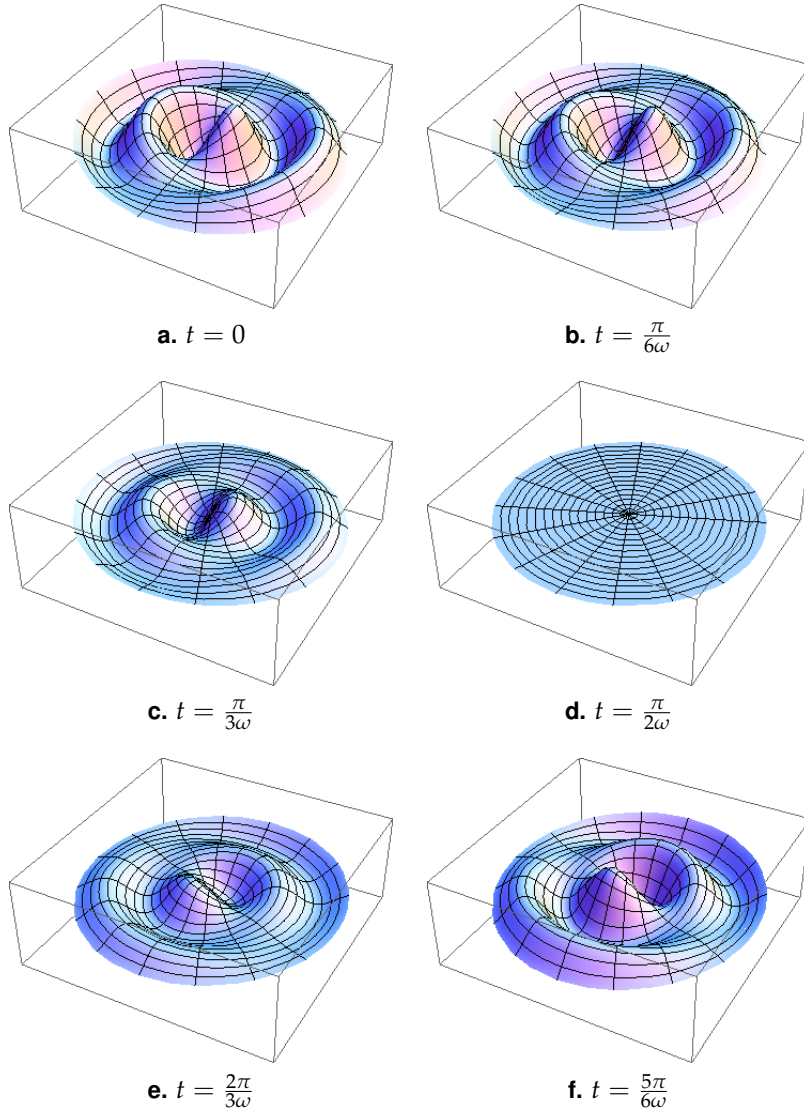 a. t = 0
b. t = π/6ω
c. t = π/3ω
d. t = π/2ω
e. t = 2π/3ω
f. t = 5π/6ω